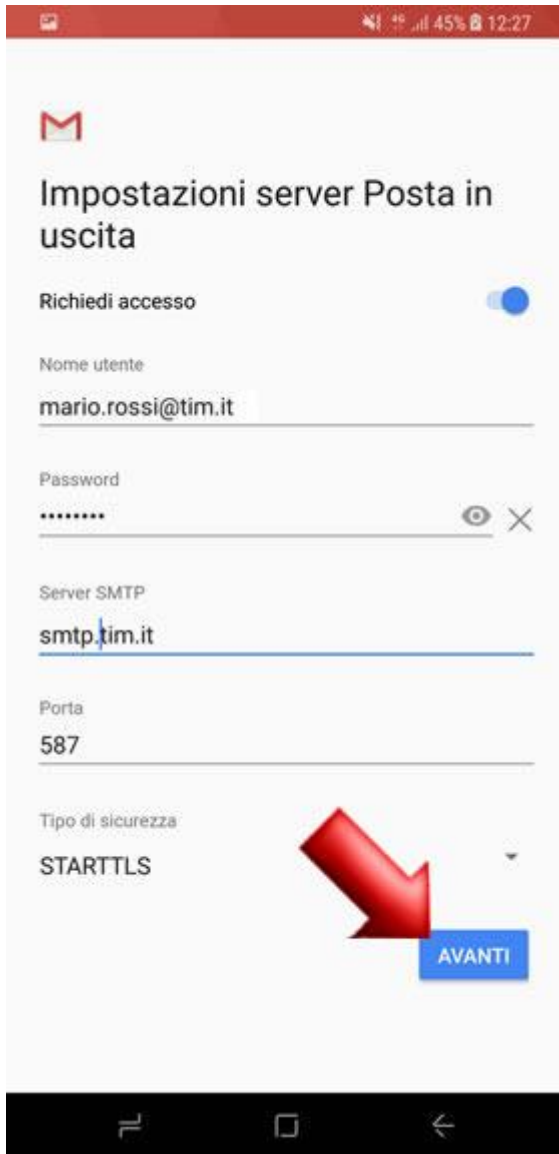 45% 12:27
Impostazioni server Posta in
uscita
Richiedi accesso
Nome utente
mario.rossi@tim.it
Password
••••••••
Server SMTP
smtp.tim.it
Porta
587
Tipo di sicurezza
STARTTLS
AVANTI